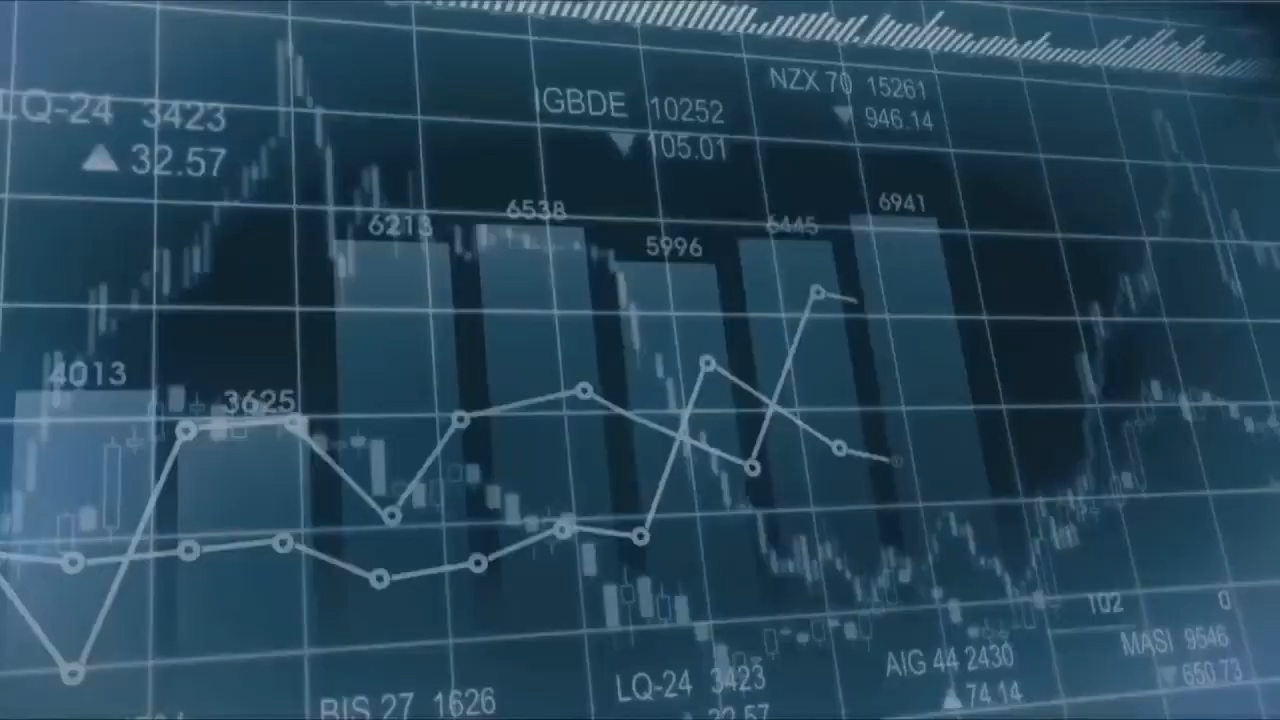 LQ-24 3423
▲ 32.57
IGBDE 10252
▼ 105.01
NZX 70 15261
▼ 946.14
4013
3625
6213
6538
5996
6445
6941
102 0
MASI 9546
▼ 650.73
AIG 44 2430
▲ 74.14
LQ-24 3423
32.57
BIS 27 1626